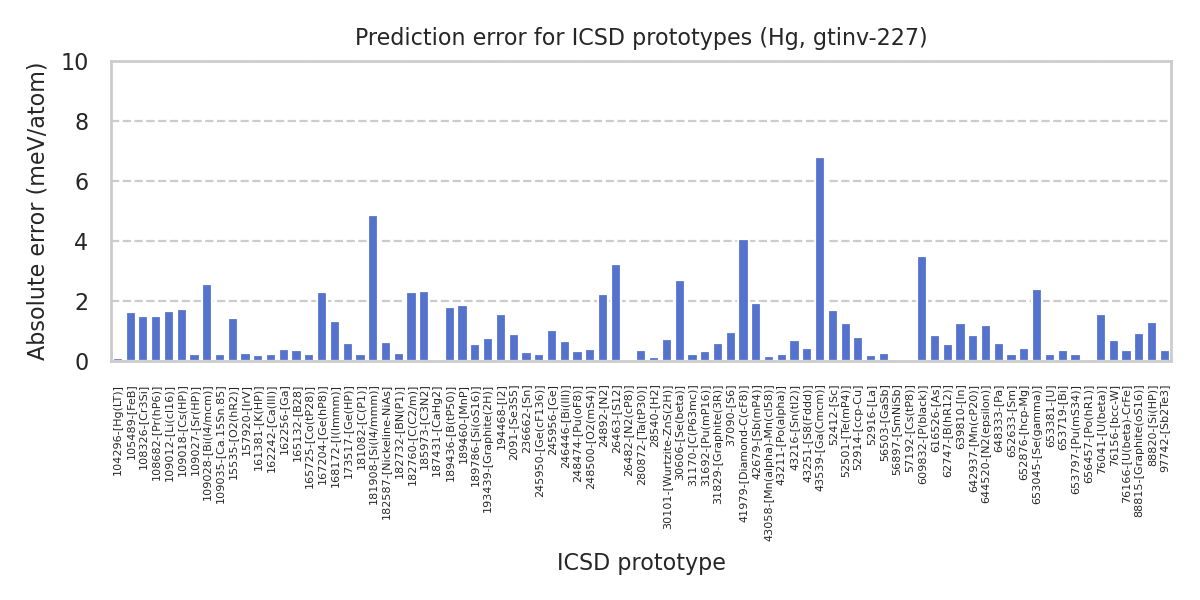 Prediction error for ICSD prototypes (Hg, gtinv-227)
Absolute error (meV/atom)
10
8
6
4
2
0
104296-[Hg(LT)]
105489-[FeB]
108326-[Cr3Si]
108682-[Pr(hP6)]
109012-[Li(cI16)]
109018-[Cs(HP)]
109027-[Sr(HP)]
109028-[Bi(I4/mcm)]
109035-[Ca.15Sn.85]
15535-[O2(hR2)]
157920-[IrV]
161381-[K(HP)]
162242-[Ca(III)]
162256-[Ga]
165132-[B28]
165725-[Co(tP28)]
167204-[Ge(hP8)]
168172-[I(Immm)]
173517-[Ge(HP)]
181082-[C(P1)]
181908-[Si(I4/mmm)]
182587-[Nickeline-NiAs]
182732-[BN(P1)]
182760-[C(C2/m)]
185973-[C3N2]
187431-[CaHg2]
189436-[B(tP50)]
189460-[MnP]
189786-[Si(oS16)]
193439-[Graphite(2H)]
194468-[I2]
2091-[Se3S5]
236662-[Sn]
245950-[Ge(cF136)]
245956-[Ge]
246446-[Bi(III)]
248474-[Pu(oF8)]
248500-[O2(mS4)]
24892-[N2]
26463-[S12]
26482-[N2(cP8)]
280872-[Ta(tP30)]
28540-[H2]
30101-[Wurtzite-ZnS(2H)]
30606-[Se(beta)]
31170-[C(P63mc)]
31692-[Pu(mP16)]
31829-[Graphite(3R)]
37090-[S6]
41979-[Diamond-C(cF8)]
42679-[Sb(mP4)]
43058-[Mn(alpha)-Mn(cI58)]
43211-[Po(alpha)]
43216-[Sn(tI2)]
43251-[S8(Fddd)]
43539-[Ga(Cmcm)]
52412-[Sc]
52501-[Te(mP4)]
52914-[ccp-Cu]
52916-[La]
56503-[GaSb]
56897-[SmNiSb]
57192-[Cs(tP8)]
609832-[P(black)]
616526-[As]
62747-[B(hR12)]
639810-[In]
642937-[Mn(cP20)]
644520-[N2(epsilon)]
648333-[Pa]
652633-[Sm]
652876-[hcp-Mg]
653045-[Se(gamma)]
653381-[U]
653719-[Bi]
653797-[Pu(mS34)]
656457-[Po(hR1)]
76041-[U(beta)]
76156-[bcc-W]
76166-[U(beta)-CrFe]
88815-[Graphite(oS16)]
88820-[Si(HP)]
97742-[Sb2Te3]
ICSD prototype